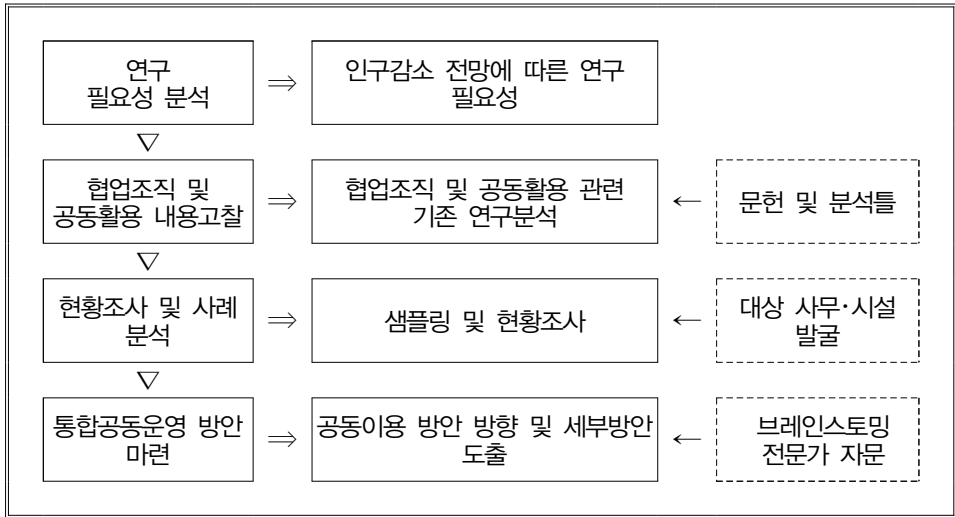 연구
필요성 분석
⇒
인구감소 전망에 따른 연구
필요성
▽
협업조직 및
공동활용 내용고찰
⇒
협업조직 및 공동활용 관련
기존 연구분석
←
문헌 및 분석틀
▽
현황조사 및 사례
분석
⇒
샘플링 및 현황조사
←
대상 사무·시설
발굴
▽
통합공동운영 방안
마련
⇒
공동이용 방안 방향 및 세부방안
도출
←
브레인스토밍
전문가 자문